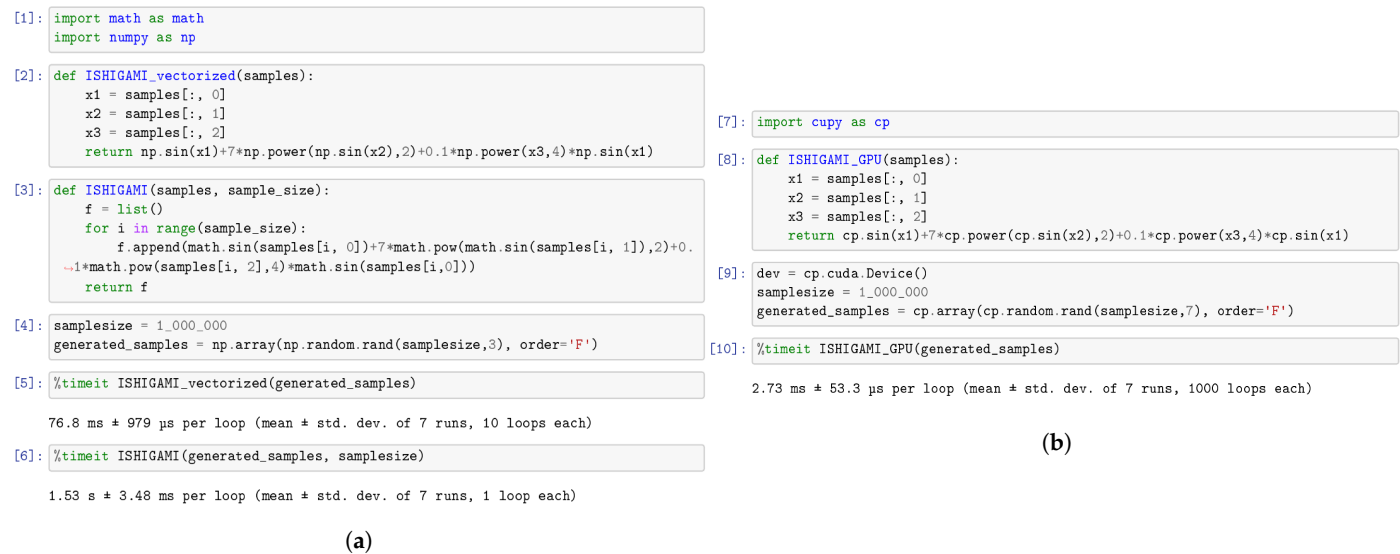 [1]: import math as math
import numpy as np
[2]: def ISHIGAMI_vectorized(samples):
    x1 = samples[:, 0]
    x2 = samples[:, 1]
    x3 = samples[:, 2]
    return np.sin(x1)+7*np.power(np.sin(x2),2)+0.1*np.power(x3,4)*np.sin(x1)
[3]: def ISHIGAMI(samples, sample_size):
    f = list()
    for i in range(sample_size):
        f.append(math.sin(samples[i, 0])+7*math.pow(math.sin(samples[i, 1]),2)+0.
↪1*math.pow(samples[i, 2],4)*math.sin(samples[i,0]))
    return f
[4]: samplesize = 1_000_000
generated_samples = np.array(np.random.rand(samplesize,3), order='F')
[5]: %timeit ISHIGAMI_vectorized(generated_samples)
76.8 ms ± 979 µs per loop (mean ± std. dev. of 7 runs, 10 loops each)
[6]: %timeit ISHIGAMI(generated_samples, samplesize)
1.53 s ± 3.48 ms per loop (mean ± std. dev. of 7 runs, 1 loop each)
(a)
[7]: import cupy as cp
[8]: def ISHIGAMI_GPU(samples):
    x1 = samples[:, 0]
    x2 = samples[:, 1]
    x3 = samples[:, 2]
    return cp.sin(x1)+7*cp.power(cp.sin(x2),2)+0.1*cp.power(x3,4)*cp.sin(x1)
[9]: dev = cp.cuda.Device()
samplesize = 1_000_000
generated_samples = cp.array(cp.random.rand(samplesize,7), order='F')
[10]: %timeit ISHIGAMI_GPU(generated_samples)
2.73 ms ± 53.3 µs per loop (mean ± std. dev. of 7 runs, 1000 loops each)
(b)